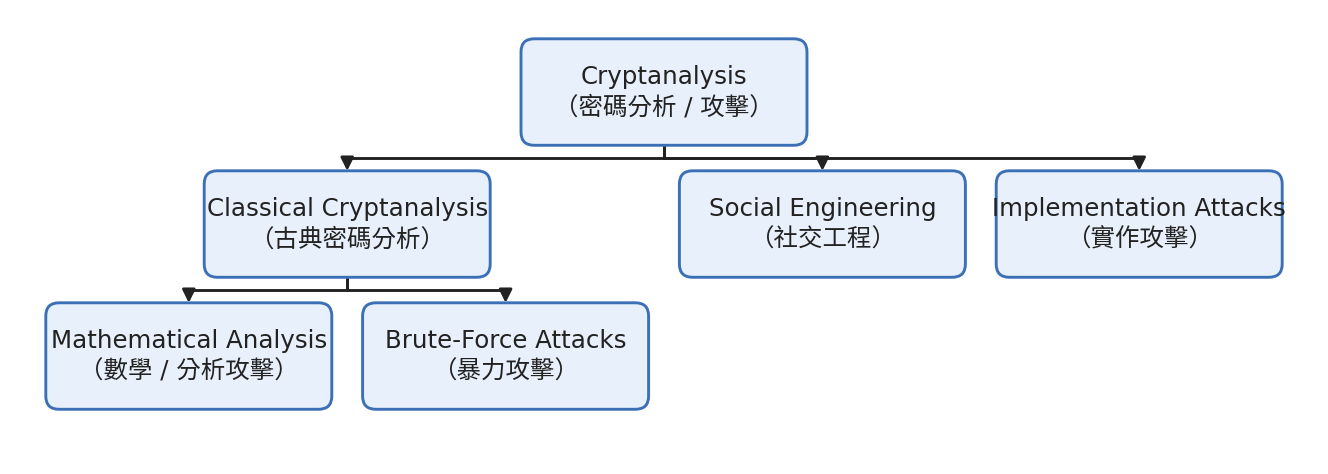 Cryptanalysis
（密碼分析 / 攻擊）
Classical Cryptanalysis
（古典密碼分析）
Social Engineering
（社交工程）
Implementation Attacks
（實作攻擊）
Mathematical Analysis
（數學 / 分析攻擊）
Brute-Force Attacks
（暴力攻擊）